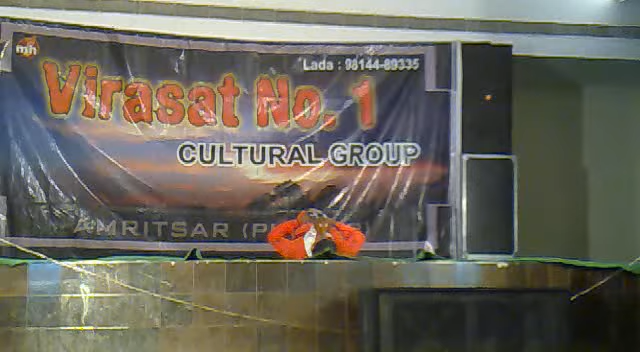 mh
Lada : 98144-89335
Virasat No. 1
CULTURAL GROUP
AMRITSAR